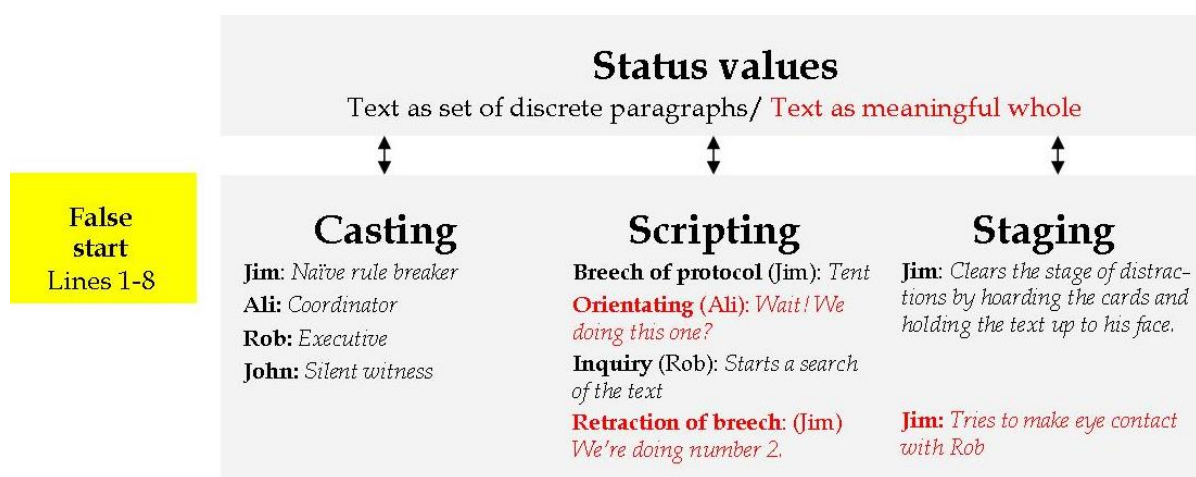 Status values
Text as set of discrete paragraphs/ Text as meaningful whole
False
start
Lines 1-8
Casting
Jim: Naïve rule breaker
Ali: Coordinator
Rob: Executive
John: Silent witness
Scripting
Breech of protocol (Jim): Tent
Orientating (Ali): Wait! We
doing this one?
Inquiry (Rob): Starts a search
of the text
Retraction of breech: (Jim)
We're doing number 2.
Staging
Jim: Clears the stage of distrac-
tions by hoarding the cards and
holding the text up to his face.
Jim: Tries to make eye contact
with Rob